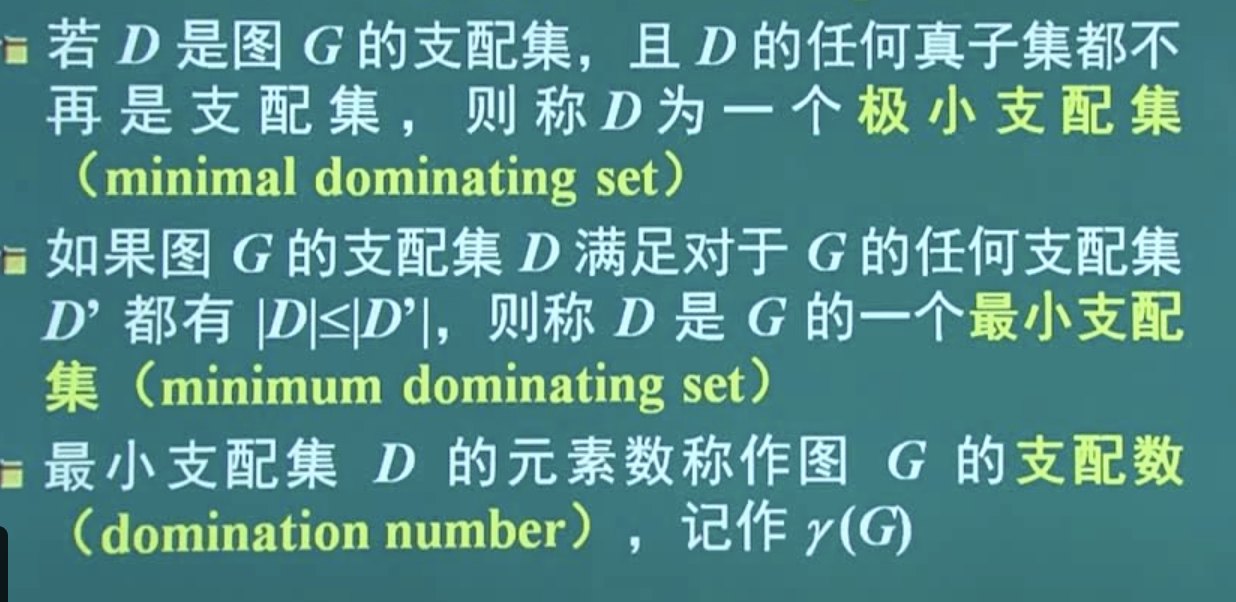 若 D 是图 G 的支配集，且 D 的任何真子集都不
再是支配集，则称 D 为一个极小支配集
（minimal dominating set）
如果图 G 的支配集 D 满足对于 G 的任何支配集
D’ 都有 |D|≤|D’|，则称 D 是 G 的一个最小支配
集（minimum dominating set）
最小支配集 D 的元素数称作图 G 的支配数
（domination number），记作 γ(G)